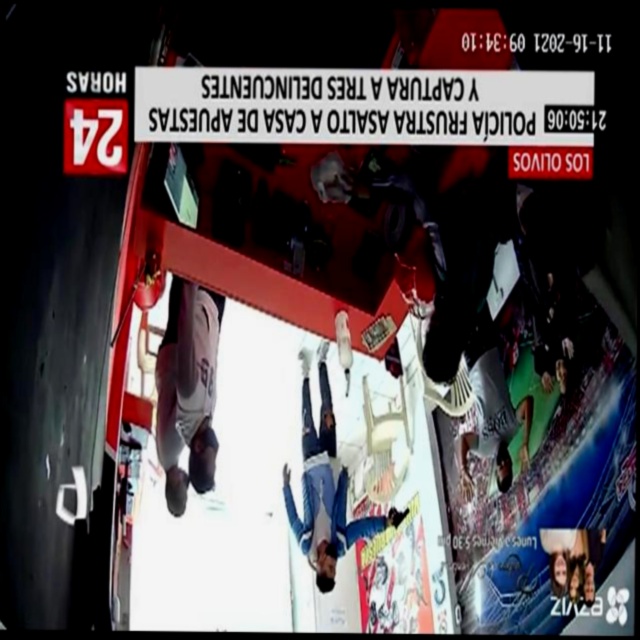 EZVIZ
Lunes a viernes 5:30 pm
LOS OLIVOS
21:50:06
POLICÍA FRUSTRA ASALTO A CASA DE APUESTAS
Y CAPTURA A TRES DELINCUENTES
24
HORAS
11-16-2021 09:34:10